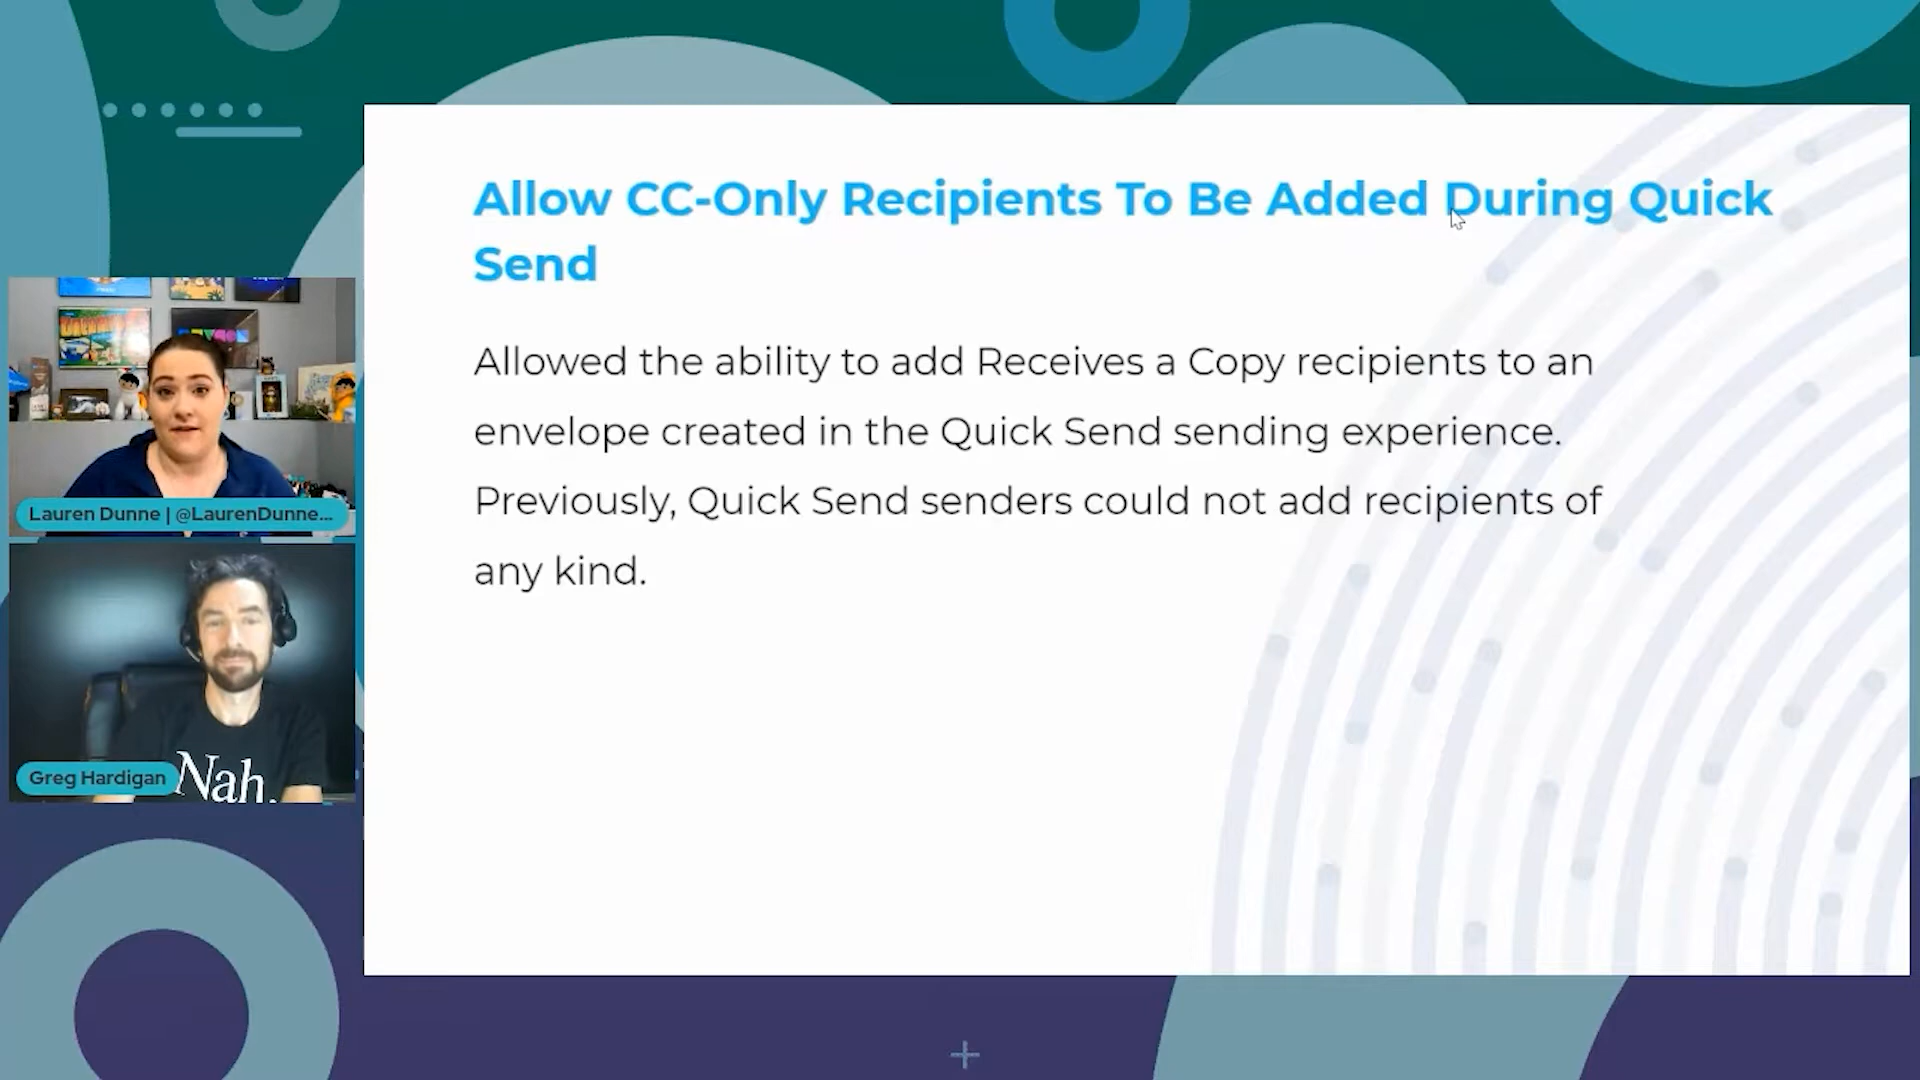 Allow CC-Only Recipients To Be Added During Quick
Send
Allowed the ability to add Receives a Copy recipients to an
envelope created in the Quick Send sending experience.
Previously, Quick Send senders could not add recipients of
any kind.
Lauren Dunne | @LaurenDunne...
Greg Hardigan
Nah.